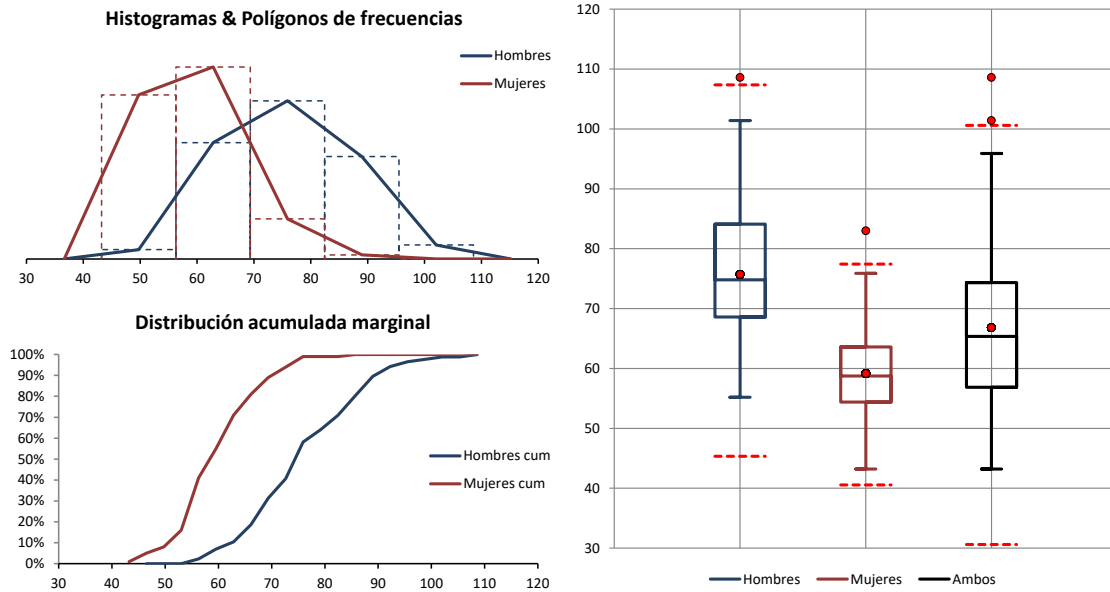 Histogramas & Polígonos de frecuencias
Hombres
Mujeres
30 40 50 60 70 80 90 100 110 120
Distribución acumulada marginal
100%
90%
80%
70%
60%
50%
40%
30%
20%
10%
0%
Hombres cum
Mujeres cum
30 40 50 60 70 80 90 100 110 120
120
110
100
90
80
70
60
50
40
30
Hombres Mujeres Ambos